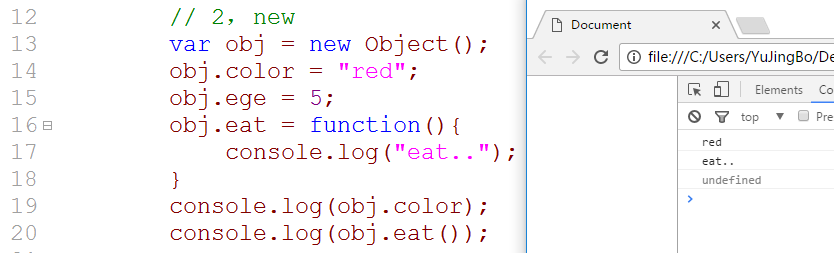 12 // 2，new
13 var obj = new Object();
14 obj.color = "red";
15 obj.ege = 5;
16 obj.eat = function(){
17 console.log("eat..");
18 }
19 console.log(obj.color);
20 console.log(obj.eat());
Document
file:///C:/Users/YuJingBo/De
Elements Co
top Pre
red
eat..
undefined